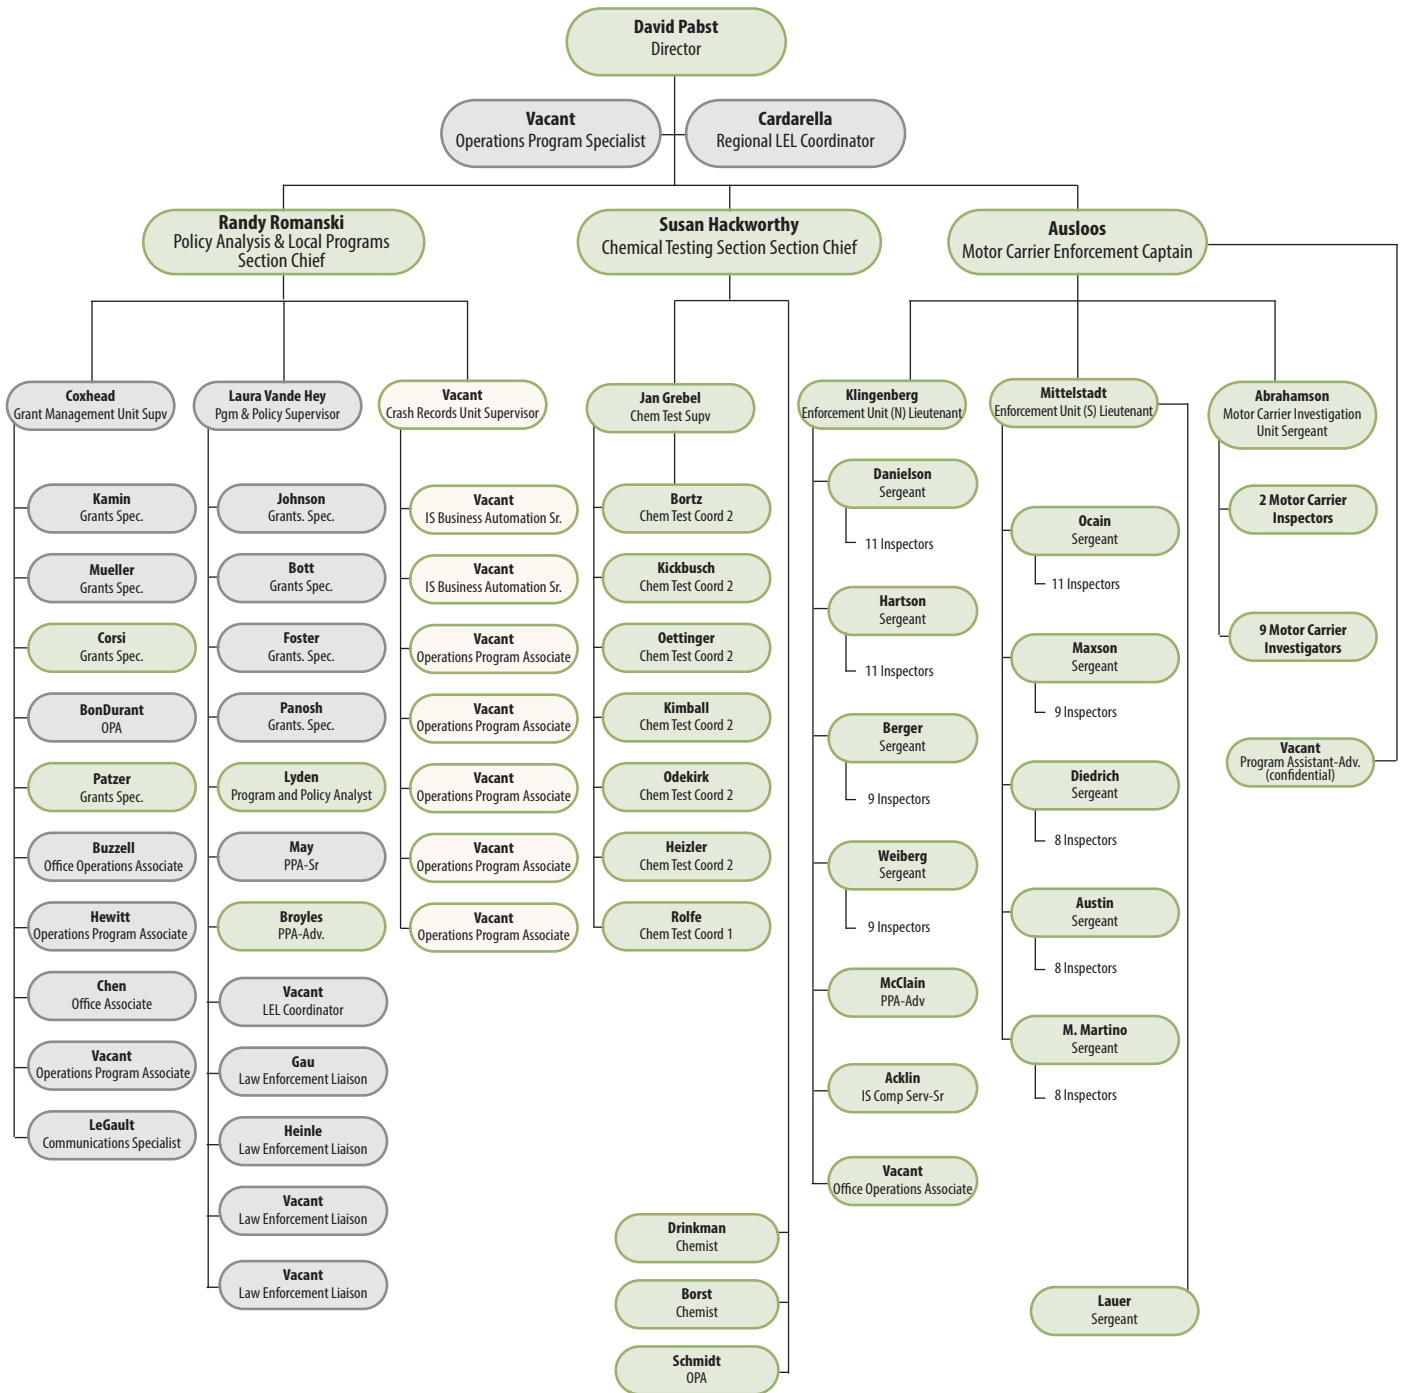 David Pabst
Director
Vacant
Operations Program Specialist
Cardarella
Regional LEL Coordinator
Randy Romanski
Policy Analysis & Local Programs
Section Chief
Susan Hackworthy
Chemical Testing Section Section Chief
Ausloos
Motor Carrier Enforcement Captain
Coxhead
Grant Management Unit Supv
Kamin
Grants Spec.
Mueller
Grants Spec.
Corsi
Grants Spec.
BonDurant
OPA
Patzer
Grants Spec.
Buzzell
Office Operations Associate
Hewitt
Operations Program Associate
Chen
Office Associate
Vacant
Operations Program Associate
LeGault
Communications Specialist
Laura Vande Hey
Pgm & Policy Supervisor
Johnson
Grants. Spec.
Bott
Grants Spec.
Foster
Grants. Spec.
Panosh
Grants. Spec.
Lyden
Program and Policy Analyst
May
PPA-Sr
Broyles
PPA-Adv.
Vacant
LEL Coordinator
Gau
Law Enforcement Liaison
Heinle
Law Enforcement Liaison
Vacant
Law Enforcement Liaison
Vacant
Law Enforcement Liaison
Vacant
Crash Records Unit Supervisor
Vacant
IS Business Automation Sr.
Vacant
IS Business Automation Sr.
Vacant
Operations Program Associate
Vacant
Operations Program Associate
Vacant
Operations Program Associate
Vacant
Operations Program Associate
Vacant
Operations Program Associate
Jan Grebel
Chem Test Supv
Bortz
Chem Test Coord 2
Kickbusch
Chem Test Coord 2
Oettinger
Chem Test Coord 2
Kimball
Chem Test Coord 2
Odekirk
Chem Test Coord 2
Heizler
Chem Test Coord 2
Rolfe
Chem Test Coord 1
Drinkman
Chemist
Borst
Chemist
Schmidt
OPA
Klingenberg
Enforcement Unit (N) Lieutenant
Danielson
Sergeant
11 Inspectors
Hartson
Sergeant
11 Inspectors
Berger
Sergeant
9 Inspectors
Weiberg
Sergeant
9 Inspectors
McClain
PPA-Adv
Acklin
IS Comp Serv-Sr
Vacant
Office Operations Associate
Mittelstadt
Enforcement Unit (S) Lieutenant
Ocain
Sergeant
11 Inspectors
Maxson
Sergeant
9 Inspectors
Diedrich
Sergeant
8 Inspectors
Austin
Sergeant
8 Inspectors
M. Martino
Sergeant
8 Inspectors
Lauer
Sergeant
Abrahamson
Motor Carrier Investigation
Unit Sergeant
2 Motor Carrier
Inspectors
9 Motor Carrier
Investigators
Vacant
Program Assistant-Adv.
(confidential)